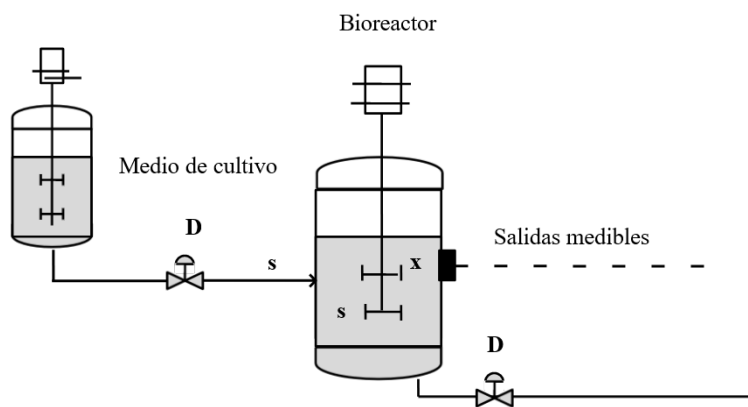 Bioreactor
Medio de cultivo
D
s
x
s
Salidas medibles
D